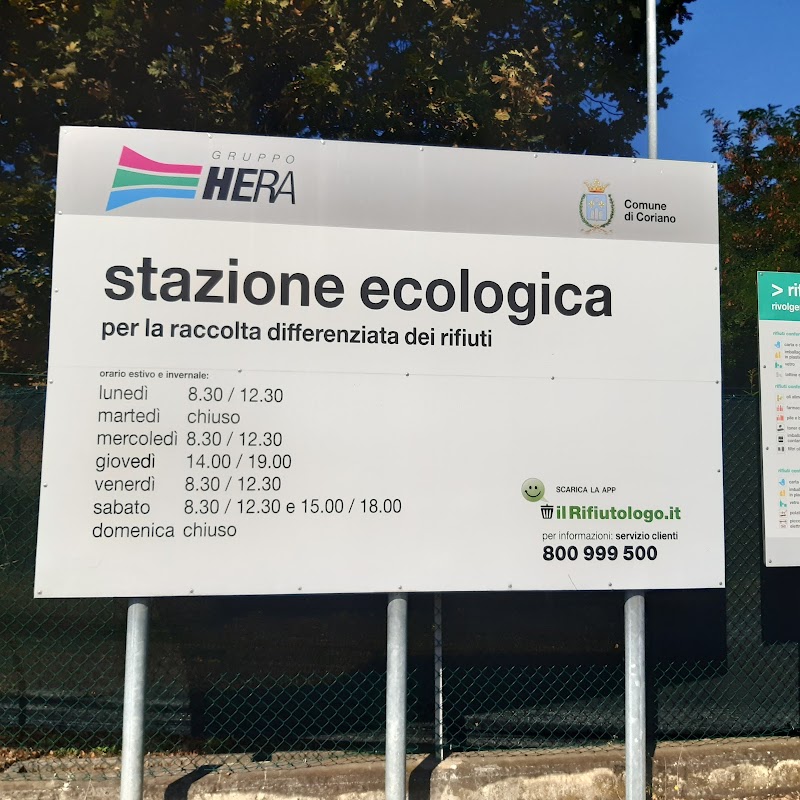 GRUPPO
HERA
Comune
di Coriano
stazione ecologica
per la raccolta differenziata dei rifiuti
orario estivo e invernale:
lunedì 8.30 / 12.30
martedì chiuso
mercoledì 8.30 / 12.30
giovedì 14.00 / 19.00
venerdì 8.30 / 12.30
sabato 8.30 / 12.30 e 15.00 / 18.00
domenica chiuso
SCARICA LA APP
ilRifiutologo.it
per informazioni: servizio clienti
800 999 500